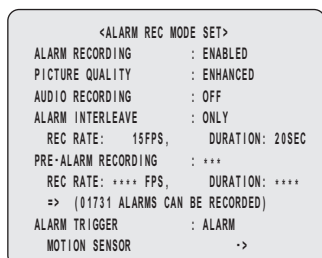 <ALARM REC MODE SET>
ALARM RECORDING : ENABLED
PICTURE QUALITY : ENHANCED
AUDIO RECORDING : OFF
ALARM INTERLEAVE : ONLY
REC RATE: 15FPS, DURATION: 20SEC
PRE-ALARM RECORDING : ***
REC RATE: **** FPS, DURATION: ****
=> (01731 ALARMS CAN BE RECORDED)
ALARM TRIGGER : ALARM
MOTION SENSOR ->